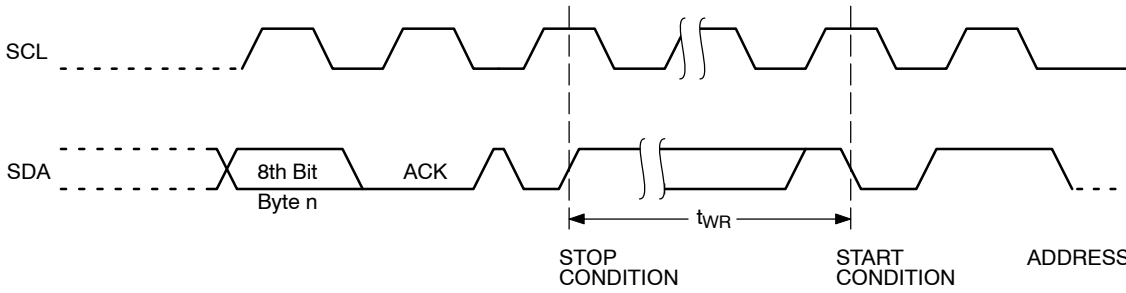 SCL
SDA
8th Bit
Byte n
ACK
tWR
STOP
CONDITION
START
CONDITION
ADDRESS